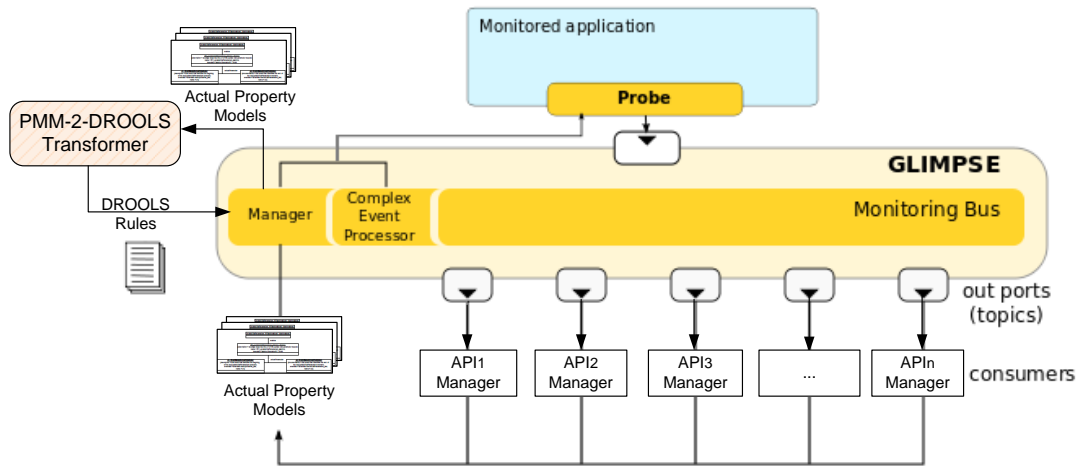 Monitored application
Probe
Actual Property
Models
PMM-2-DROOLS
Transformer
GLIMPSE
DROOLS
Rules
Manager
Complex
Event
Processor
Monitoring Bus
out ports
(topics)
API1
Manager
API2
Manager
API3
Manager
...
APIn
Manager
consumers
Actual Property
Models